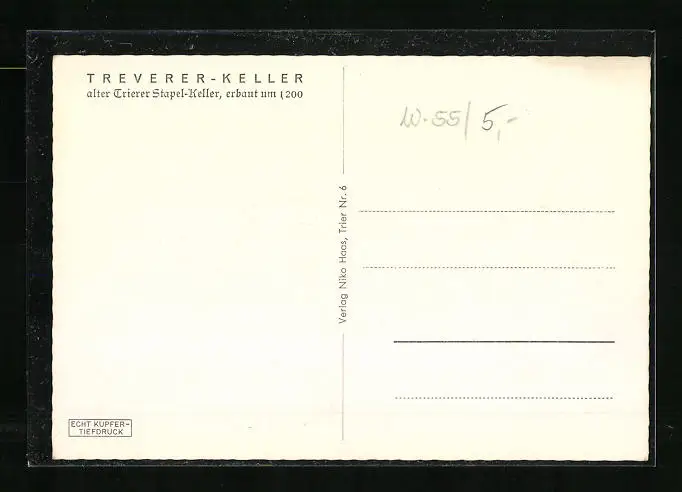 TREVERER-KELLER
alter Trierer Stapel-Keller, erbaut um 1200
W-55/5,-
Verlag Niko Haas, Trier Nr. 6
ECHT KUPFER-
TIEFDRUCK